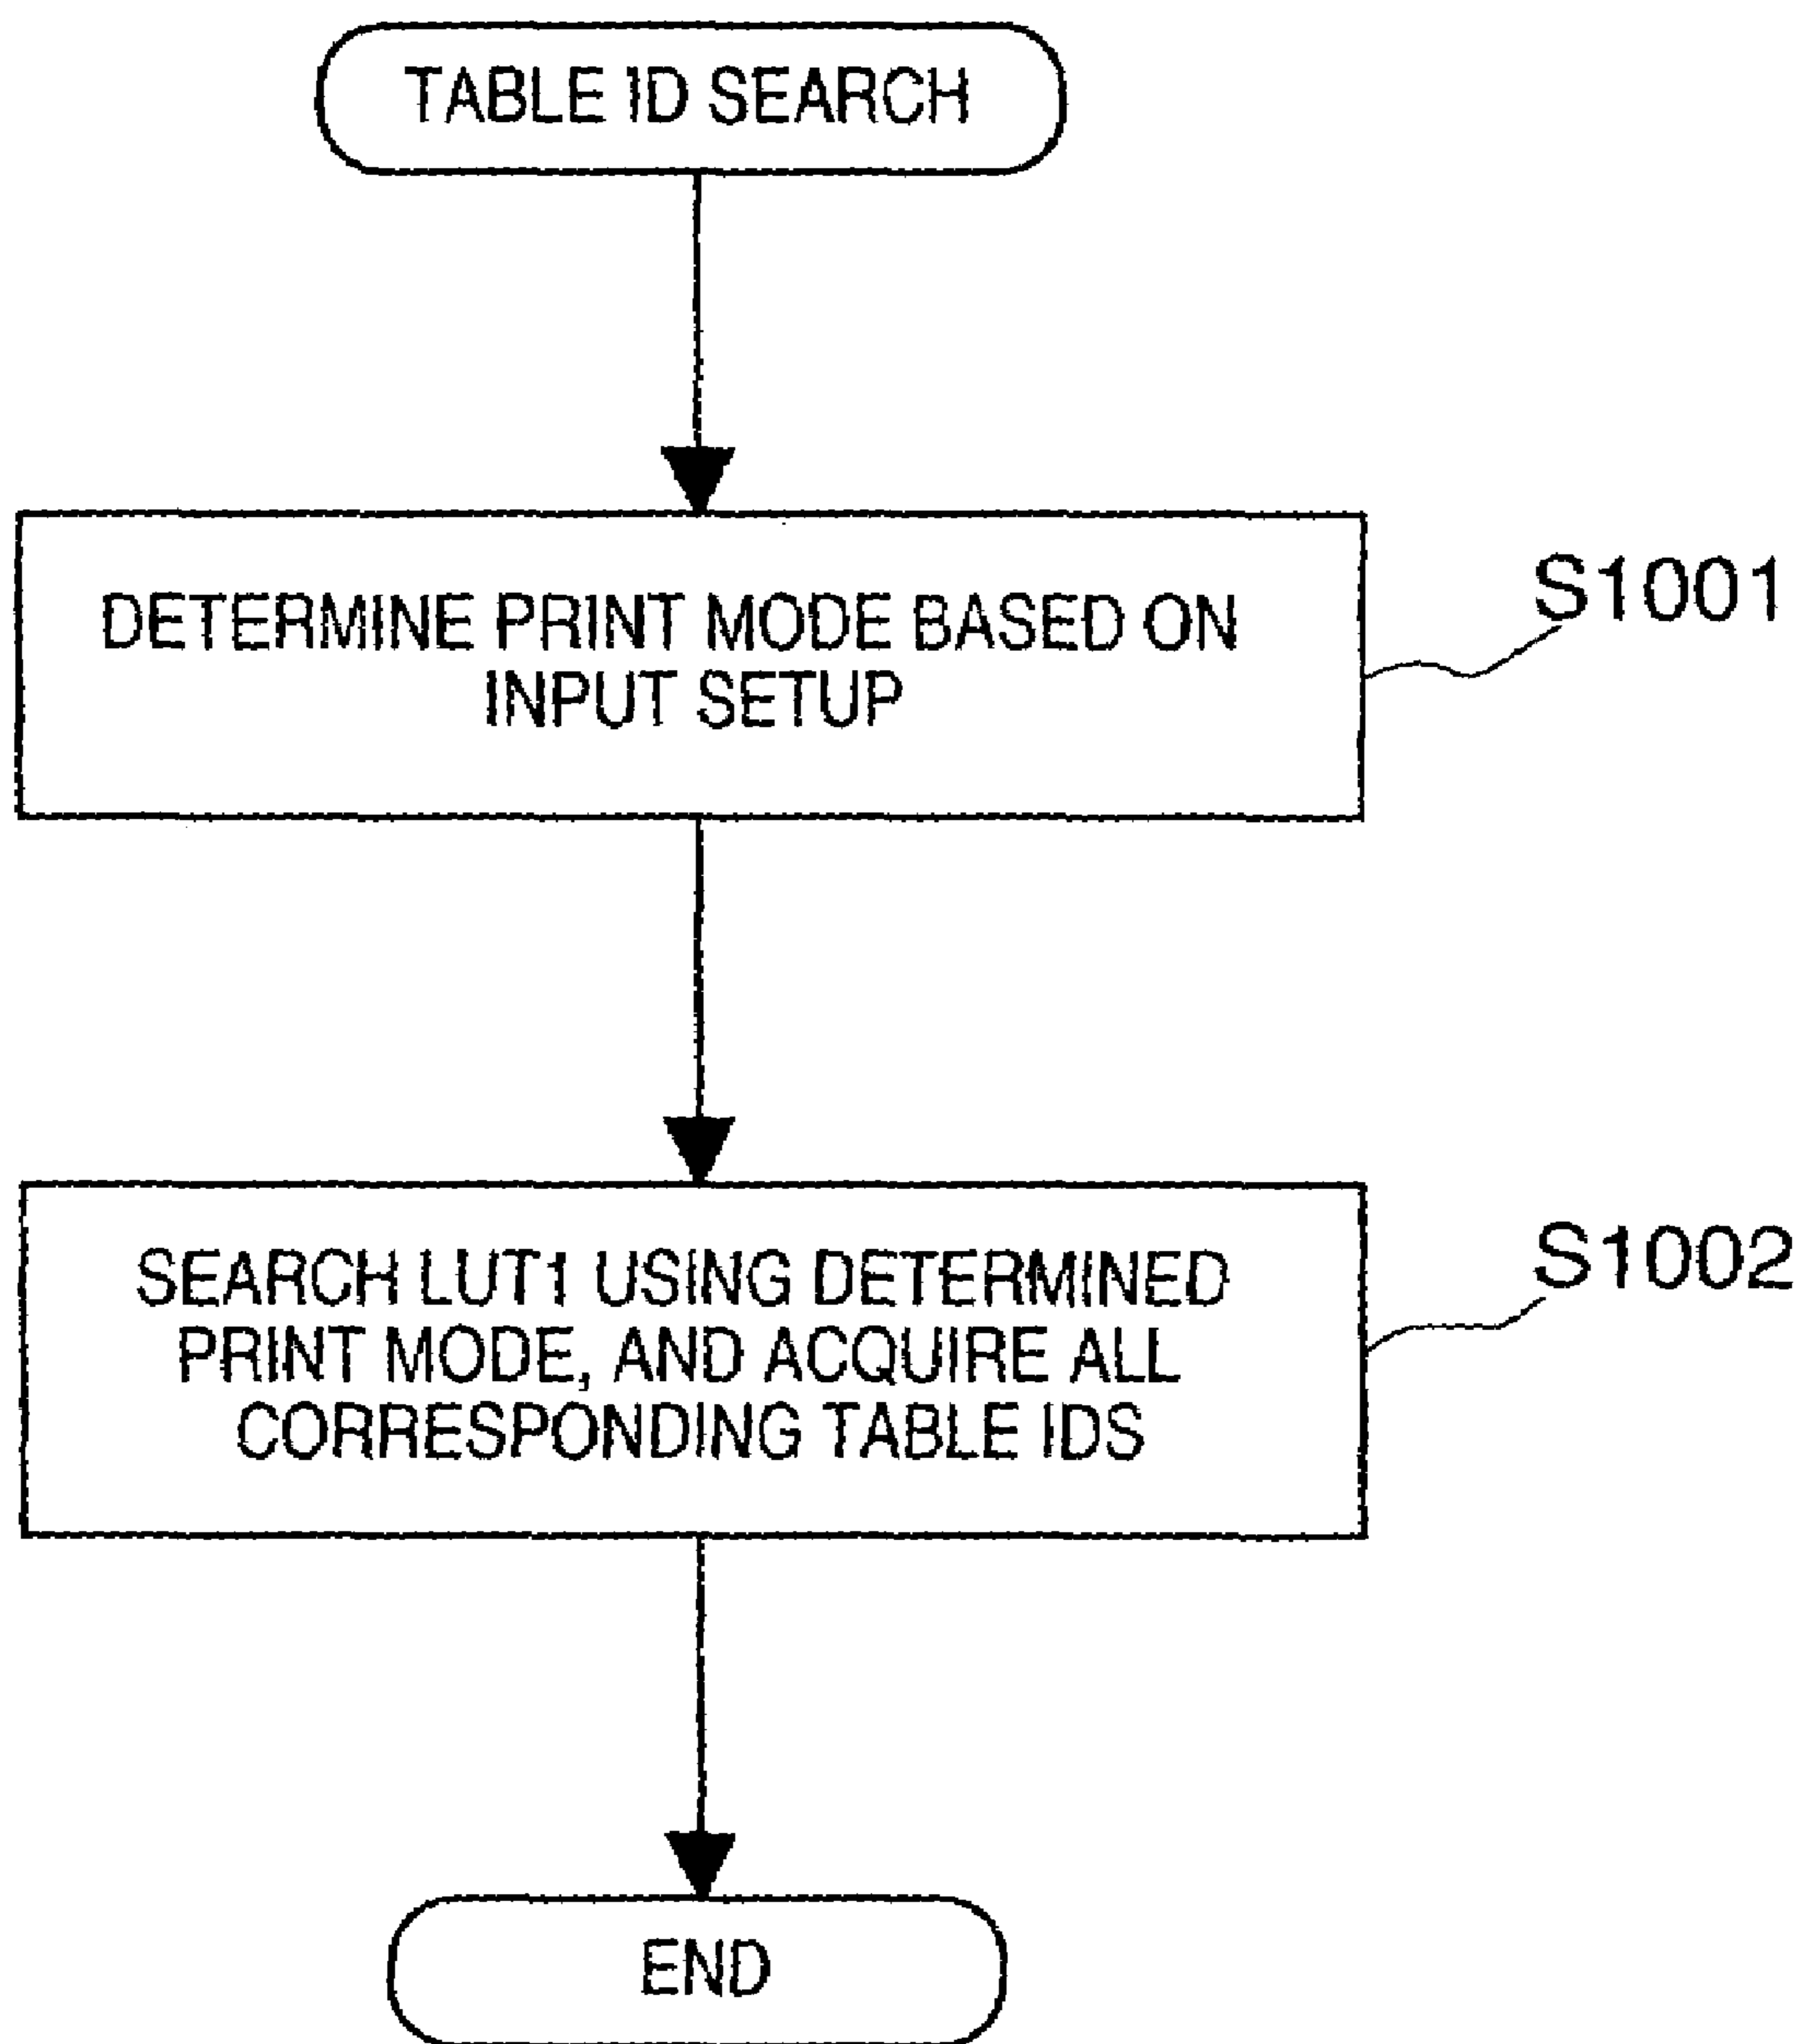 TABLE ID SEARCH
DETERMINE PRINT MODE BASED ON
INPUT SETUP
S1001
SEARCH LUT1 USING DETERMINED
PRINT MODE, AND ACQUIRE ALL
CORRESPONDING TABLE IDS
S1002
END